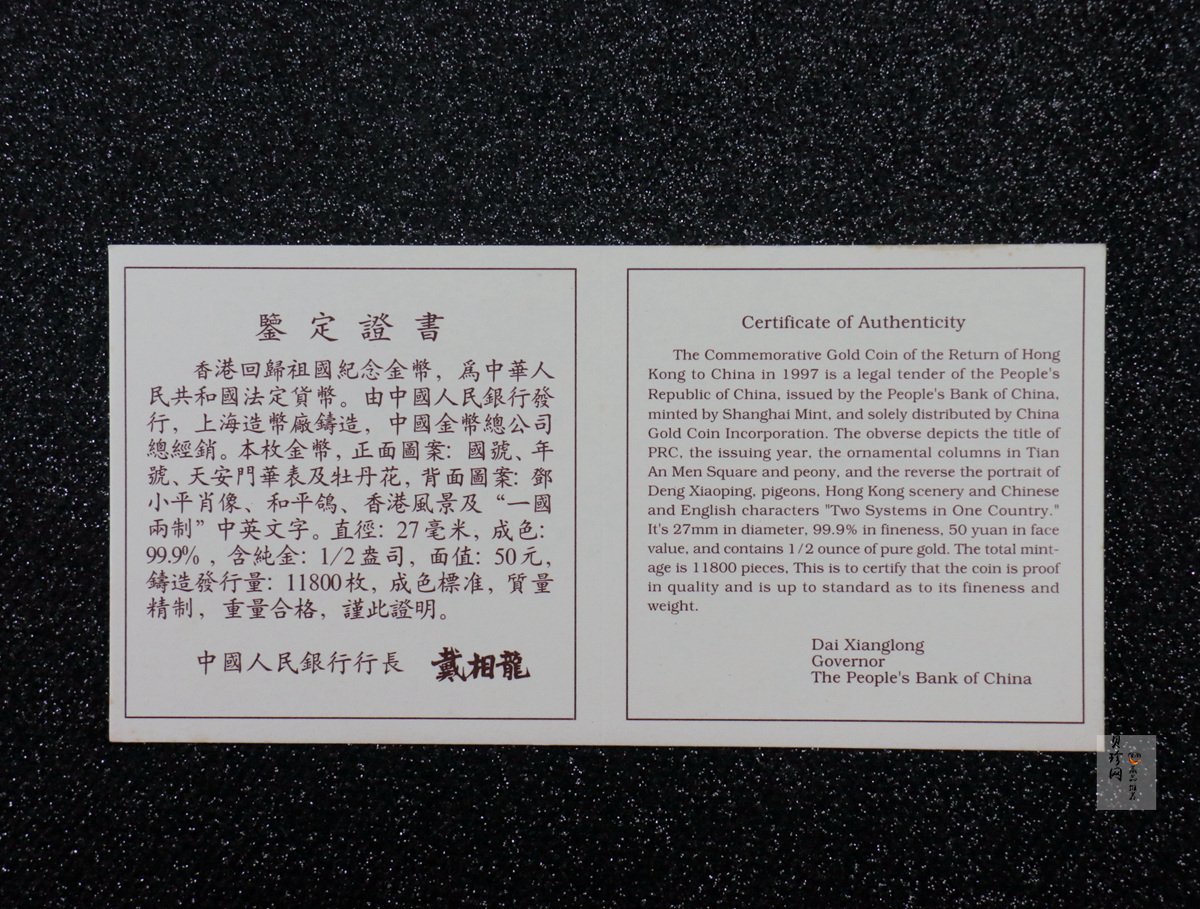 鑒定證書
香港回歸祖國紀念金幣，爲中華人
民共和國法定貨幣。由中國人民銀行發
行，上海造幣廠鑄造，中國金幣總公司
總經銷。本枚金幣，正面圖案：國號、年
號、天安門華表及牡丹花，背面圖案：鄧
小平肖像、和平鴿、香港風景及“一國
兩制”中英文字。直徑：27毫米，成色：
99.9%，含純金：1/2盎司，面值：50元，
鑄造發行量：11800枚，成色標准，質量
精制，重量合格，謹此證明。
中國人民銀行行長 戴相龍
Certificate of Authenticity
The Commemorative Gold Coin of the Return of Hong
Kong to China in 1997 is a legal tender of the People's
Republic of China, issued by the People's Bank of China,
minted by Shanghai Mint, and solely distributed by China
Gold Coin Incorporation. The obverse depicts the title of
PRC, the issuing year, the ornamental columns in Tian
An Men Square and peony, and the reverse the portrait of
Deng Xiaoping, pigeons, Hong Kong scenery and Chinese
and English characters "Two Systems in One Country."
It's 27mm in diameter, 99.9% in fineness, 50 yuan in face
value, and contains 1/2 ounce of pure gold. The total mint-
age is 11800 pieces, This is to certify that the coin is proof
in quality and is up to standard as to its fineness and
weight.
Dai Xianglong
Governor
The People's Bank of China